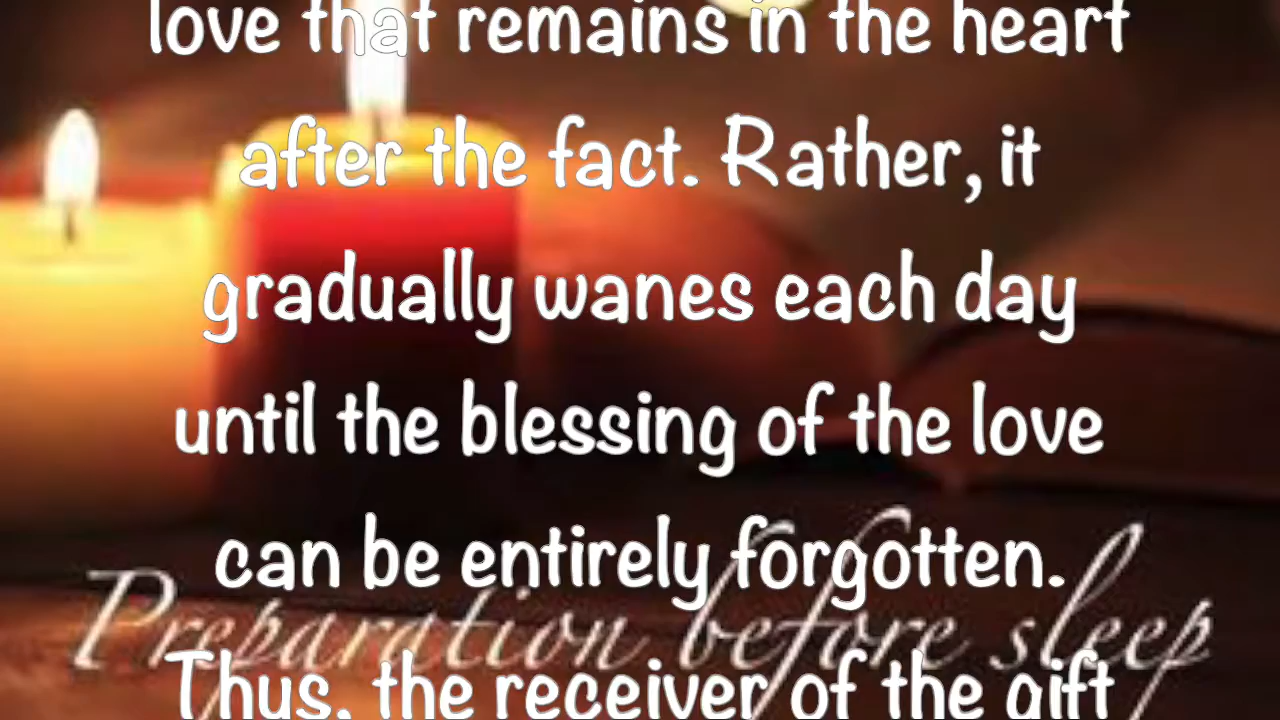 love that remains in the heart
after the fact. Rather, it
gradually wanes each day
until the blessing of the love
can be entirely forgotten.
Preparation before sleep
Thus, the receiver of the gift